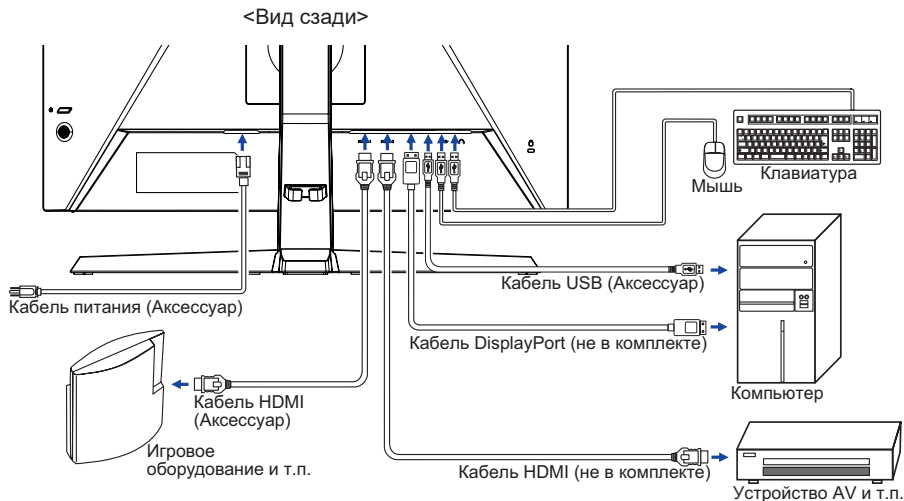 <Вид сзади>
Мышь
Клавиатура
Кабель USB (Аксессуар)
Кабель питания (Аксессуар)
Кабель DisplayPort (не в комплекте)
Компьютер
Кабель HDMI
(Аксессуар)
Игровое
оборудование и т.п.
Кабель HDMI (не в комплекте)
Устройство AV и т.п.